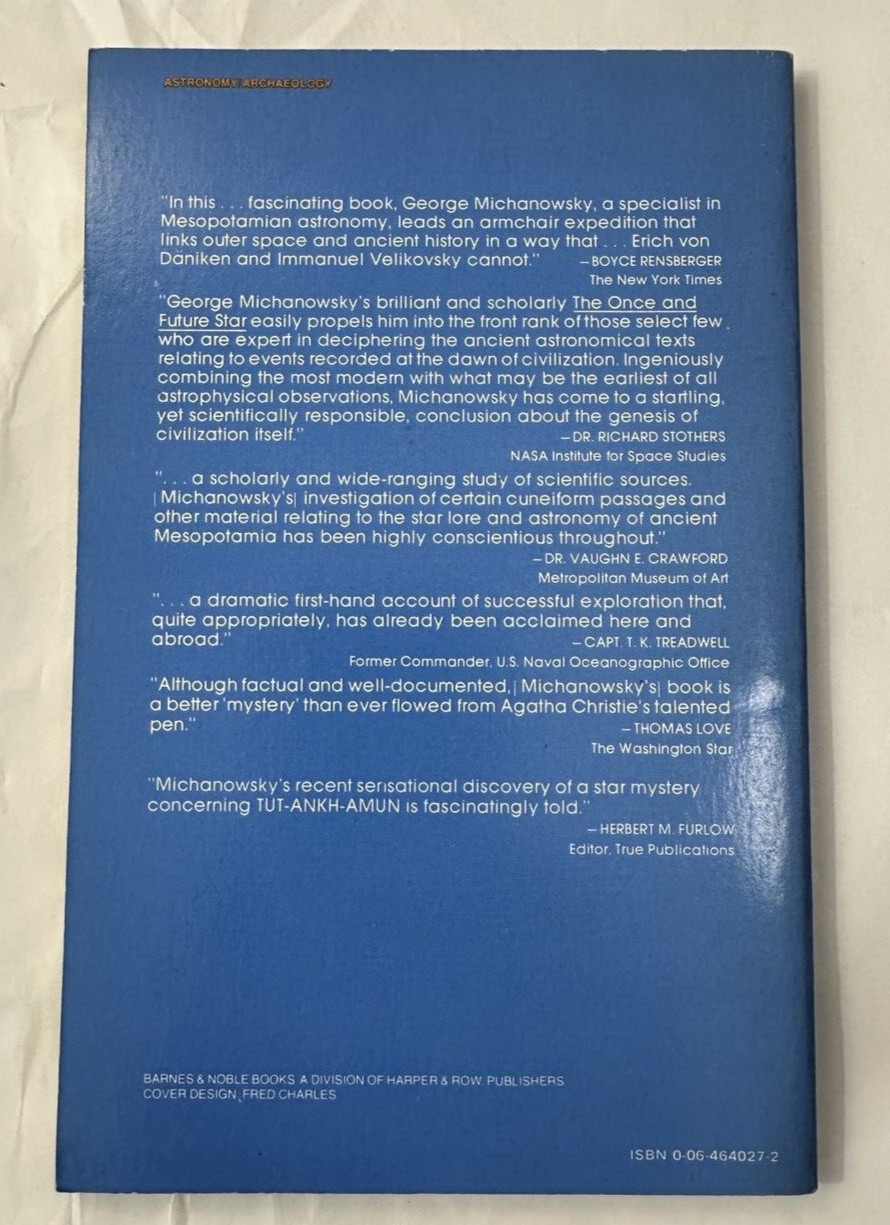 ASTRONOMY/ARCHAEOLOGY
"In this . . . fascinating book, George Michanowsky, a specialist in
Mesopotamian astronomy, leads an armchair expedition that
links outer space and ancient history in a way that . . . Erich von
Däniken and Immanuel Velikovsky cannot." —BOYCE RENSBERGER
The New York Times
"George Michanowsky's brilliant and scholarly The Once and
Future Star easily propels him into the front rank of those select few
who are expert in deciphering the ancient astronomical texts
relating to events recorded at the dawn of civilization. Ingeniously
combining the most modern with what may be the earliest of all
astrophysical observations, Michanowsky has come to a startling,
yet scientifically responsible, conclusion about the genesis of
civilization itself." —DR. RICHARD STOTHERS
NASA Institute for Space Studies
". . . a scholarly and wide-ranging study of scientific sources.
[Michanowsky's] investigation of certain cuneiform passages and
other material relating to the star lore and astronomy of ancient
Mesopotamia has been highly conscientious throughout."
—DR. VAUGHN E. CRAWFORD
Metropolitan Museum of Art
". . . a dramatic first-hand account of successful exploration that,
quite appropriately, has already been acclaimed here and
abroad." —CAPT. T. K. TREADWELL
Former Commander, U.S. Naval Oceanographic Office
"Although factual and well-documented, [Michanowsky's] book is
a better 'mystery' than ever flowed from Agatha Christie's talented
pen." —THOMAS LOVE
The Washington Star
"Michanowsky's recent sensational discovery of a star mystery
concerning TUT-ANKH-AMUN is fascinatingly told."
—HERBERT M. FURLOW
Editor, True Publications
BARNES & NOBLE BOOKS A DIVISION OF HARPER & ROW, PUBLISHERS
COVER DESIGN, FRED CHARLES
ISBN 0-06-464027-2